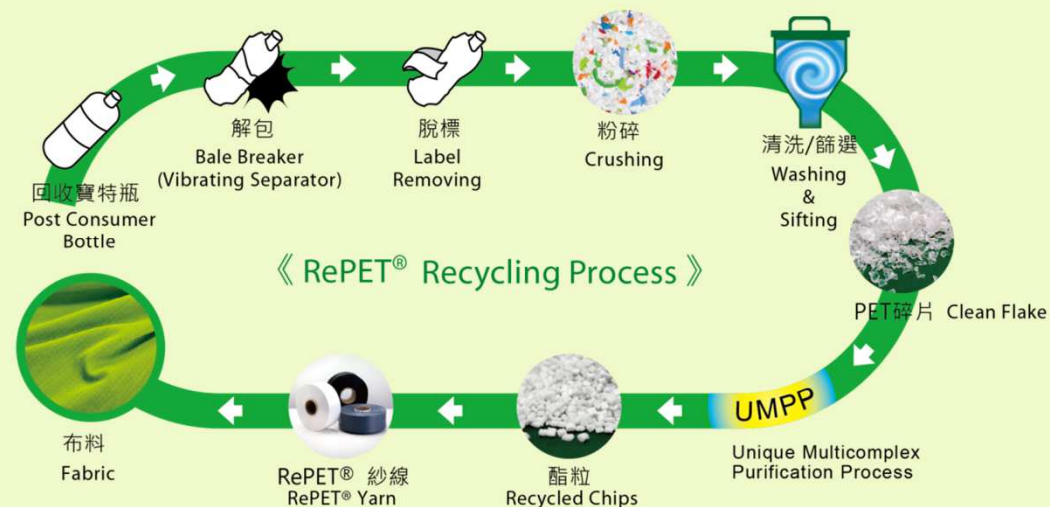 回收寶特瓶
Post Consumer
Bottle
解包
Bale Breaker
(Vibrating Separator)
脫標
Label
Removing
粉碎
Crushing
清洗/篩選
Washing
&
Sifting
PET碎片 Clean Flake
《 RePET® Recycling Process 》
UMPP
Unique Multicomplex
Purification Process
酯粒
Recycled Chips
RePET® 紗線
RePET® Yarn
布料
Fabric